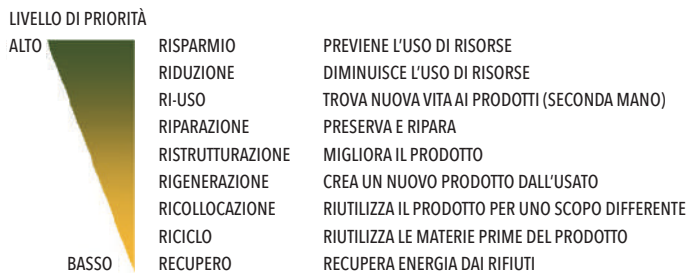 LIVELLO DI PRIORITÀ
ALTO RISPARMIO PREVIENE L'USO DI RISORSE
RIDUZIONE DIMINUISCE L'USO DI RISORSE
RI-USO TROVA NUOVA VITA AI PRODOTTI (SECONDA MANO)
RIPARAZIONE PRESERVA E RIPARA
RISTRUTTURAZIONE MIGLIORA IL PRODOTTO
RIGENERAZIONE CREA UN NUOVO PRODOTTO DALL'USATO
RICOLLOCAZIONE RIUTILIZZA IL PRODOTTO PER UNO SCOPO DIFFERENTE
RICICLO RIUTILIZZA LE MATERIE PRIME DEL PRODOTTO
BASSO RECUPERO RECUPERA ENERGIA DAI RIFIUTI